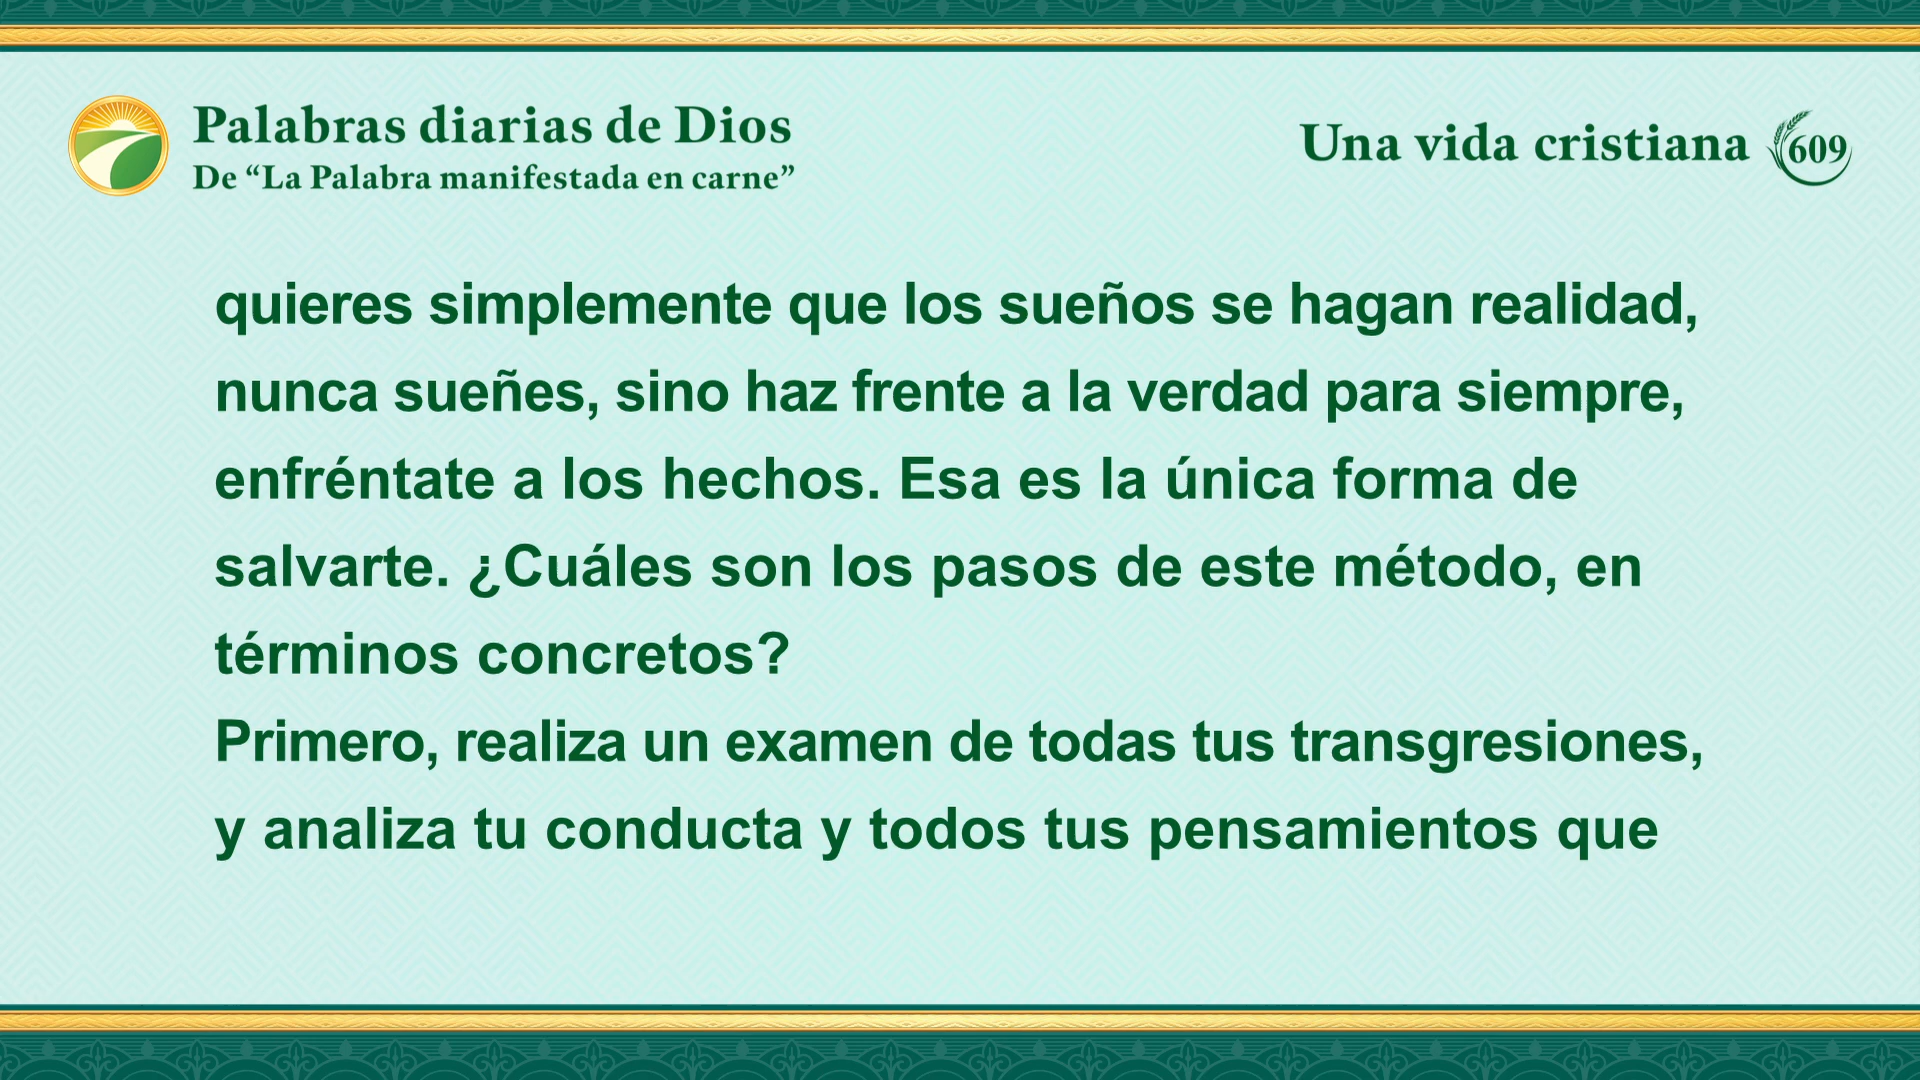 Palabras diarias de Dios
De “La Palabra manifestada en carne”
Una vida cristiana 609
quieres simplemente que los sueños se hagan realidad,
nunca sueñes, sino haz frente a la verdad para siempre,
enfréntate a los hechos. Esa es la única forma de
salvarte. ¿Cuáles son los pasos de este método, en
términos concretos?
Primero, realiza un examen de todas tus transgresiones,
y analiza tu conducta y todos tus pensamientos que